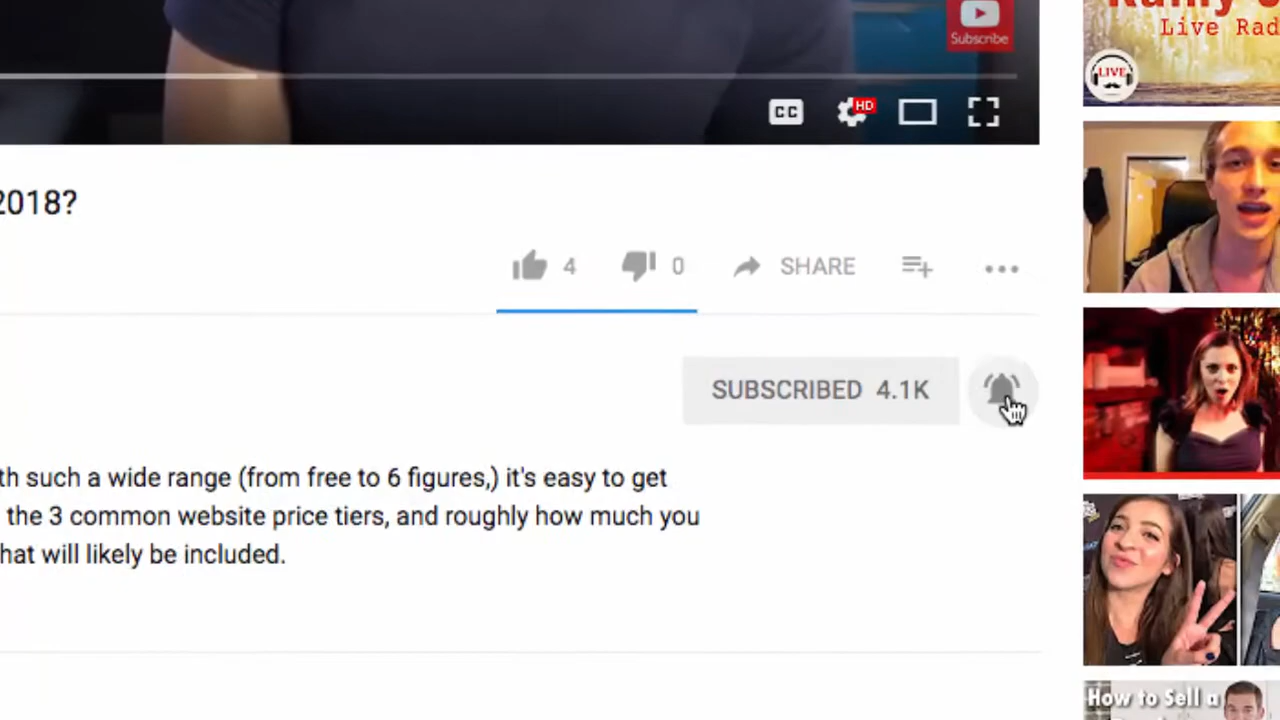 Subscribe
CC
HD
2018?
4
0
SHARE
SUBSCRIBED 4.1K
th such a wide range (from free to 6 figures,) it's easy to get
the 3 common website price tiers, and roughly how much you
hat will likely be included.
Live Rad
LIVE
How to Sell a